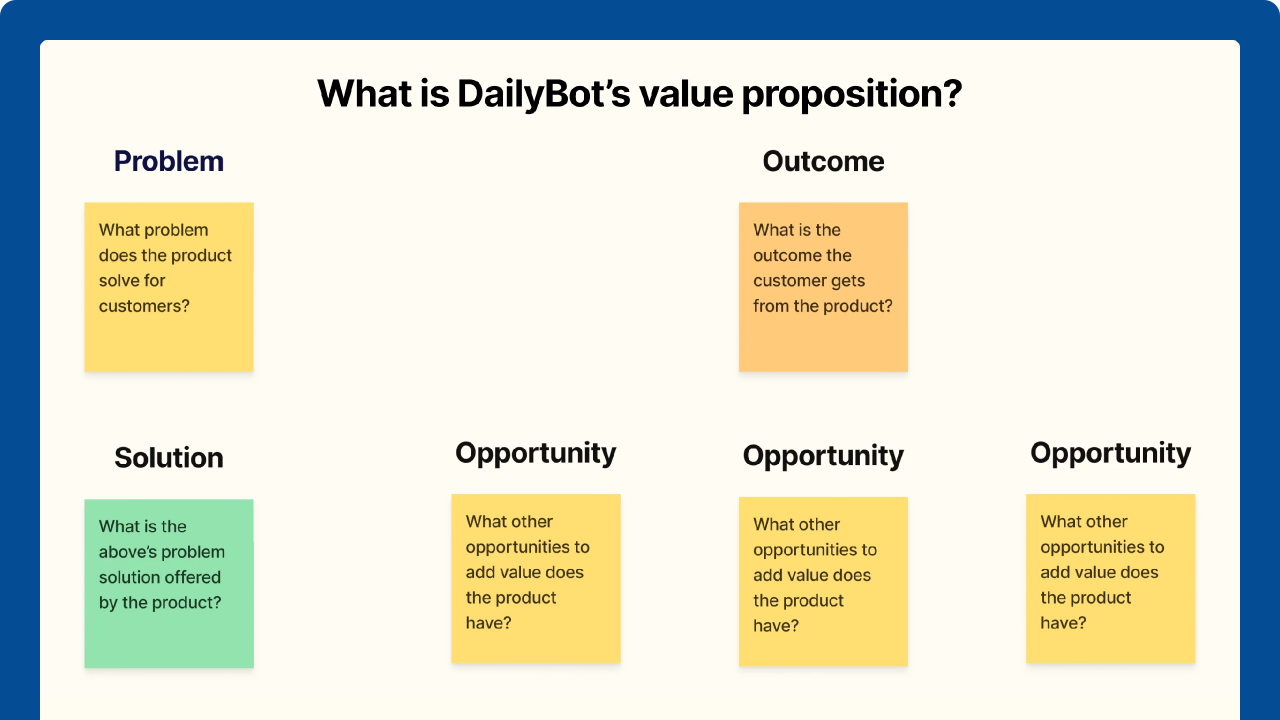 What is DailyBot’s value proposition?
Problem
What problem
does the product
solve for
customers?
Outcome
What is the
outcome the
customer gets
from the product?
Solution
What is the
above’s problem
solution offered
by the product?
Opportunity
What other
opportunities to
add value does
the product
have?
Opportunity
What other
opportunities to
add value does
the product
have?
Opportunity
What other
opportunities to
add value does
the product
have?